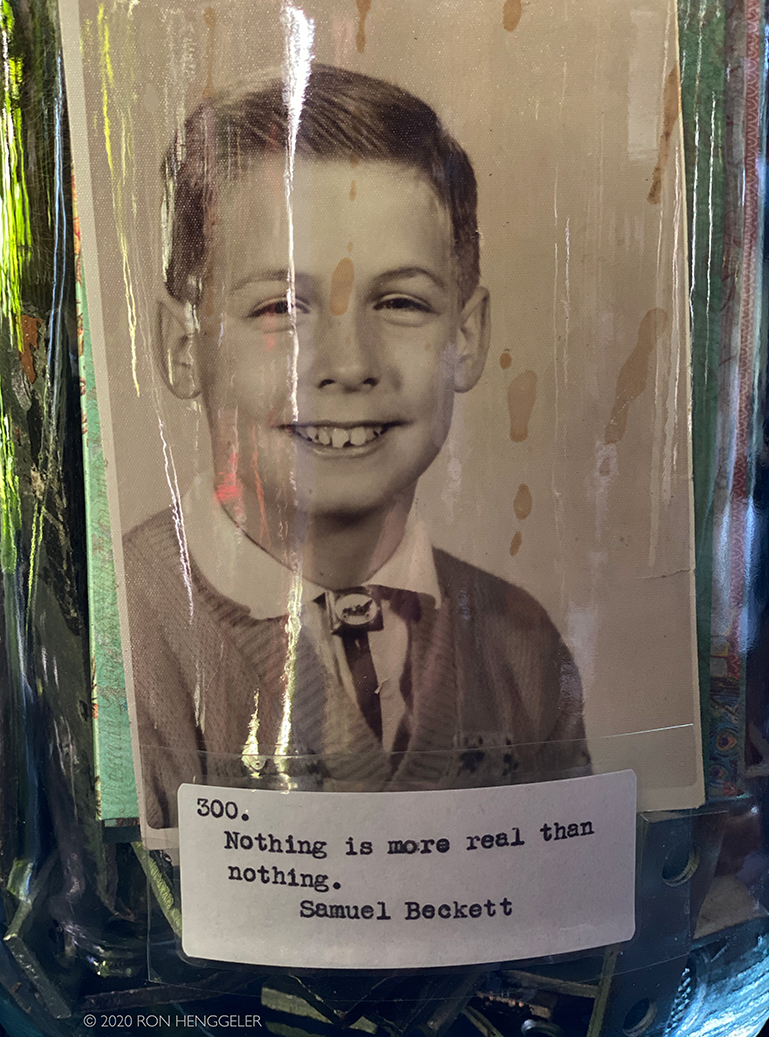 300.
Nothing is more real than
nothing.
Samuel Beckett
© 2020 RON HENGGELER